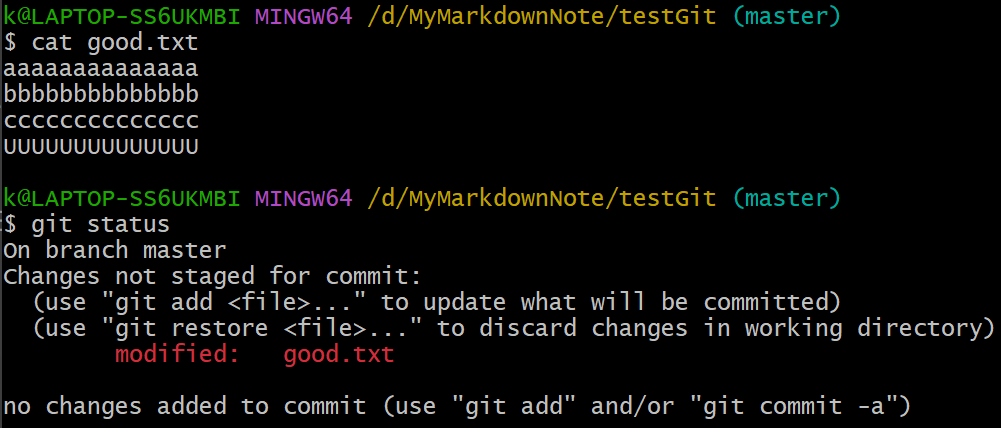 k@LAPTOP-SS6UKMBI MINGW64 /d/MyMarkdownNote/testGit (master)
$ cat good.txt
aaaaaaaaaaaaaa
bbbbbbbbbbbbbb
cccccccccccccc
UUUUUUUUUUUUUU
k@LAPTOP-SS6UKMBI MINGW64 /d/MyMarkdownNote/testGit (master)
$ git status
On branch master
Changes not staged for commit:
  (use "git add <file>..." to update what will be committed)
  (use "git restore <file>..." to discard changes in working directory)
        modified:   good.txt
no changes added to commit (use "git add" and/or "git commit -a")